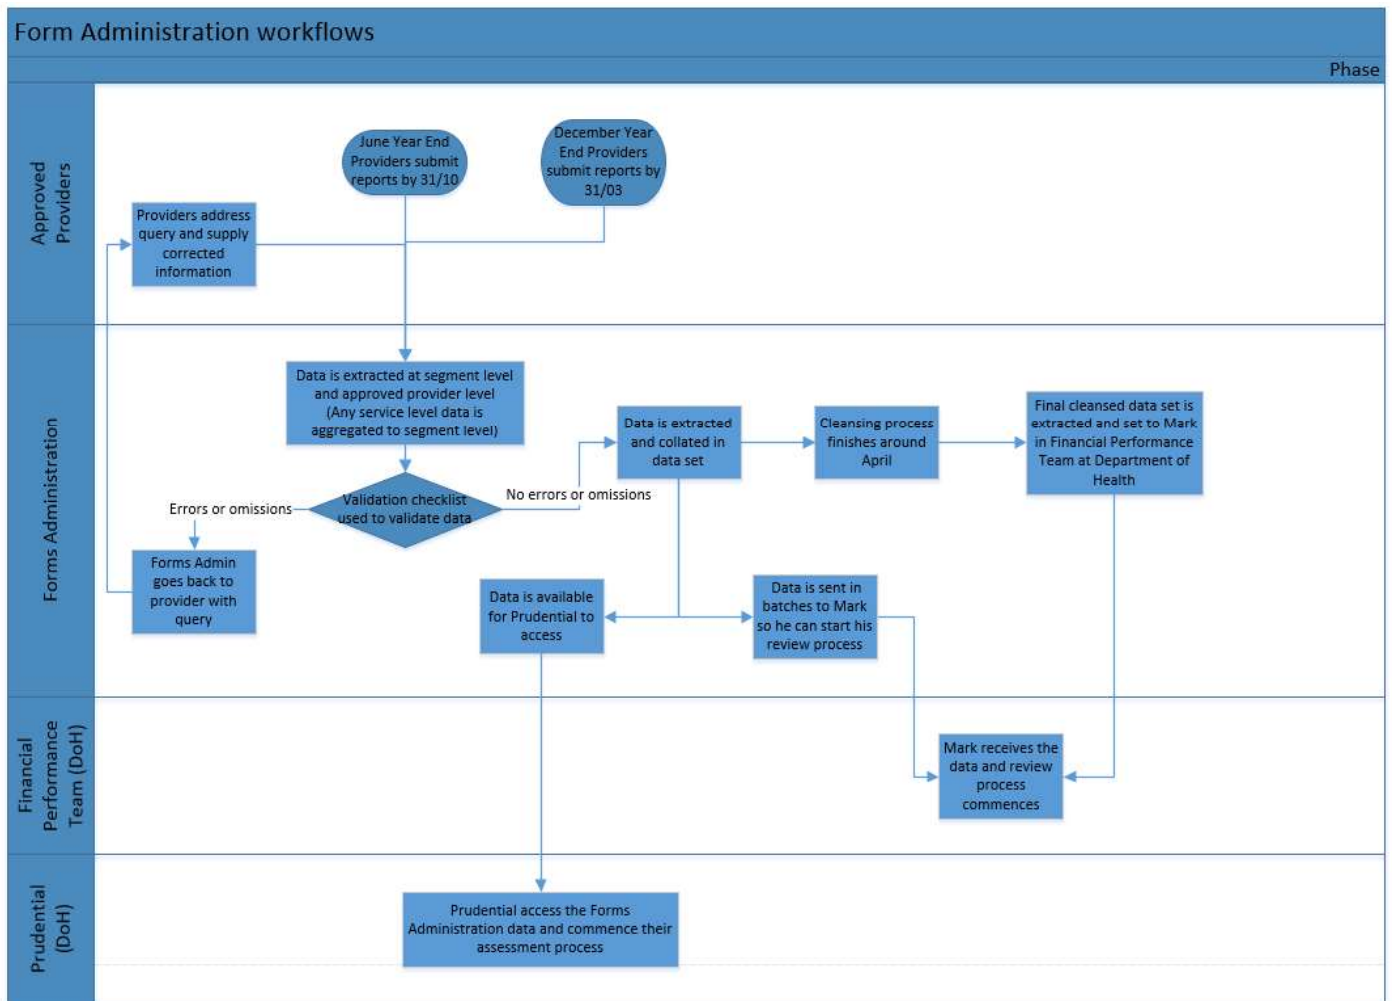 Form Administration workflows
Phase
Approved
Providers
June Year End
Providers submit
reports by 31/10
December Year
End Providers
submit reports by
31/03
Providers address
query and supply
corrected
information
Forms Administration
Data is extracted at segment level
and approved provider level
(Any service level data is
aggregated to segment level)
Validation checklist
used to validate data
Errors or omissions
No errors or omissions
Forms Admin
goes back to
provider with
query
Data is extracted
and collated in
data set
Cleansing process
finishes around
April
Final cleansed data set is
extracted and set to Mark
in Financial Performance
Team at Department of
Health
Data is available
for Prudential to
access
Data is sent in
batches to Mark
so he can start his
review process
Financial
Performance
Team (DoH)
Mark receives the
data and review
process
commences
Prudential
(DoH)
Prudential access the Forms
Administration data and commence their
assessment process